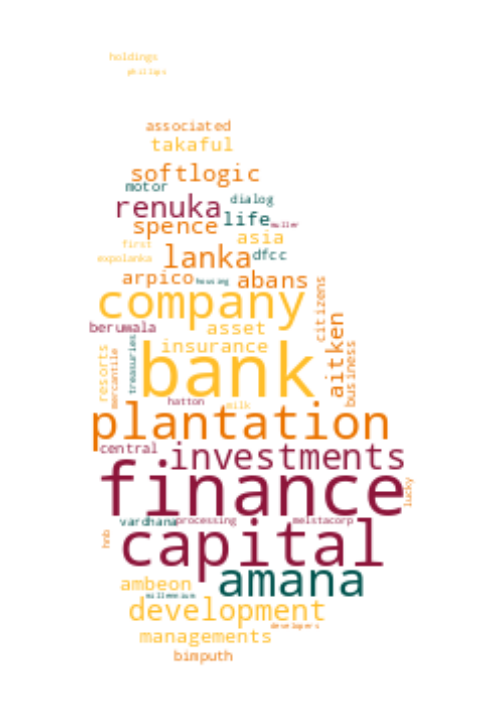 holdings
phillips
associated
takaful
softlogic
motor
renuka
dialog
spence
life
muller
first
asia
expolanka
lanka
dfcc
arpico
housing
abans
company
citizens
berumala
asset
aitken
treasuries
insurance
business
resorts
mercantile
bank
hatton
milk
plantation
central
investments
finance
lucky
vardhana
processing
melstacorp
hnb
capital
amana
ambeon
millennium
development
developers
managements
bimputh